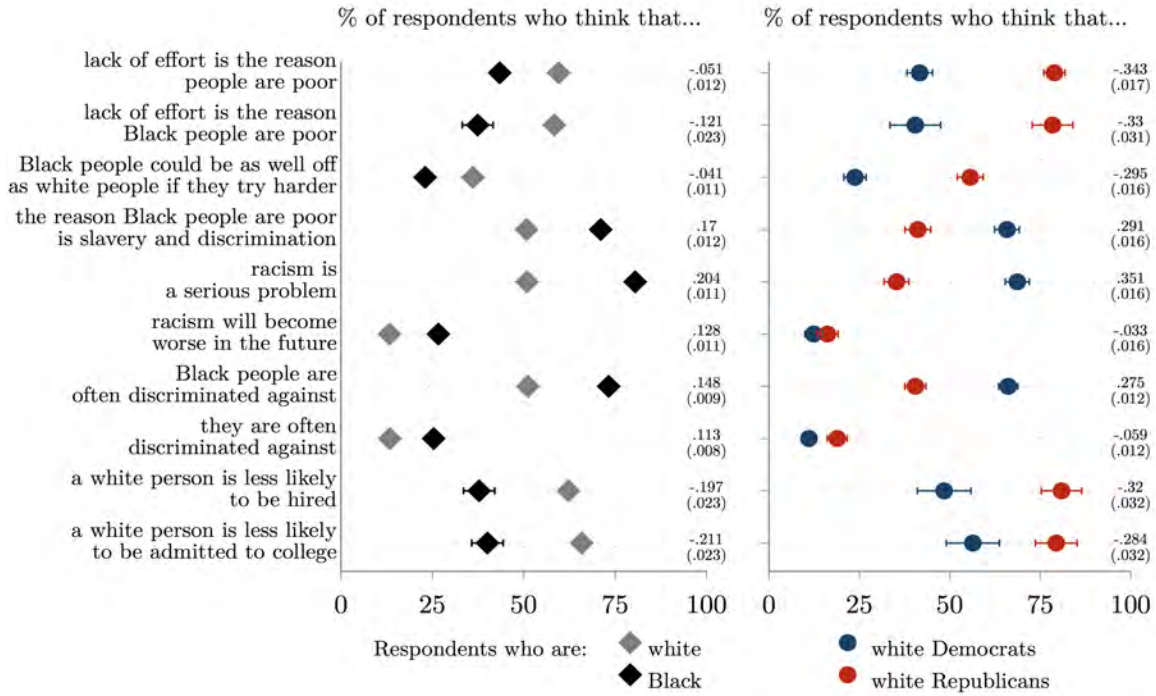 % of respondents who think that...
% of respondents who think that...
lack of effort is the reason
people are poor
-.051
(.012)
-.343
(.017)
lack of effort is the reason
Black people are poor
-.121
(.023)
-.33
(.031)
Black people could be as well off
as white people if they try harder
-.041
(.011)
-.295
(.016)
the reason Black people are poor
is slavery and discrimination
.17
(.012)
.291
(.016)
racism is
a serious problem
.204
(.011)
.351
(.016)
racism will become
worse in the future
.128
(.011)
-.033
(.016)
Black people are
often discriminated against
.148
(.009)
.275
(.012)
they are often
discriminated against
.113
(.008)
-.059
(.012)
a white person is less likely
to be hired
-.197
(.023)
-.32
(.032)
a white person is less likely
to be admitted to college
-.211
(.023)
-.284
(.032)
0 25 50 75 100
0 25 50 75 100
Respondents who are:
white
Black
white Democrats
white Republicans